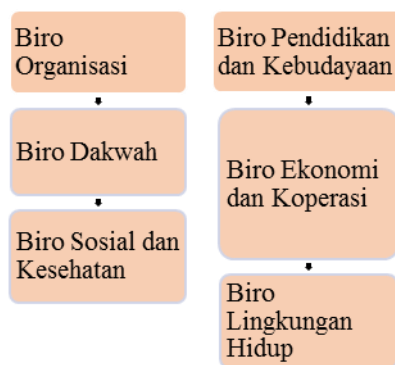 Biro
Organisasi
Biro Dakwah
Biro Sosial dan
Kesehatan
Biro Pendidikan
dan Kebudayaan
Biro Ekonomi
dan Koperasi
Biro
Lingkungan
Hidup